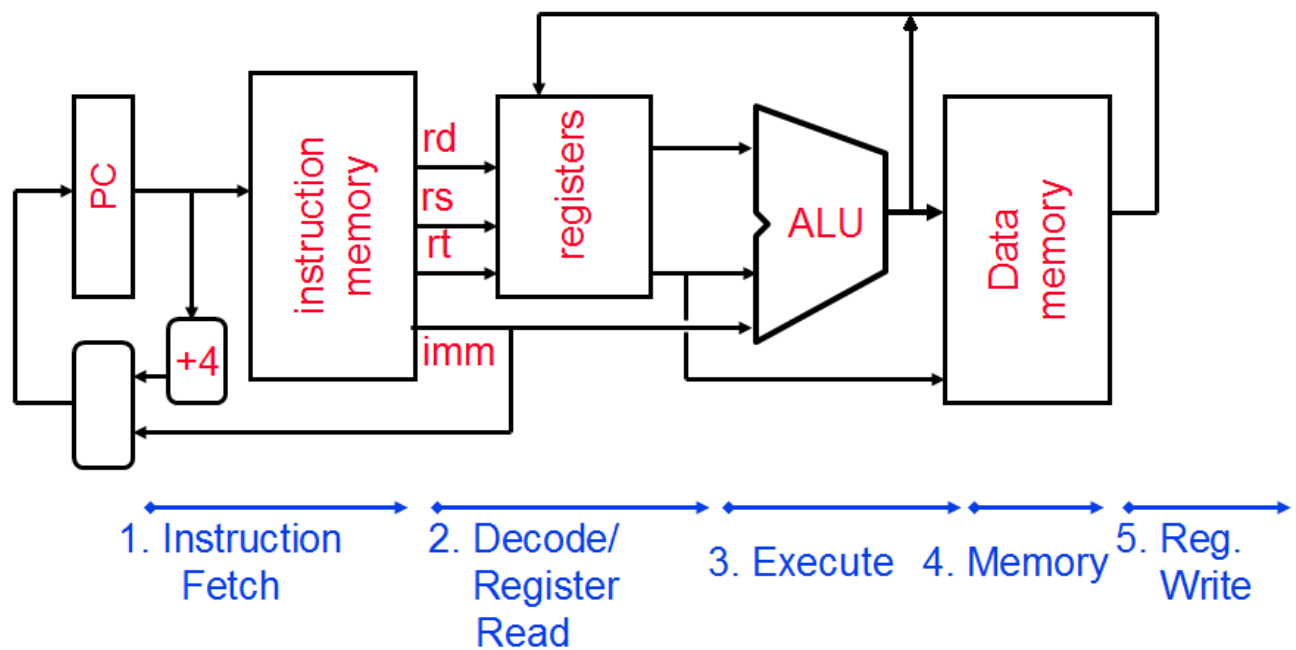 PC
+4
instruction
memory
rd
rs
rt
imm
registers
ALU
Data
memory
1. Instruction
Fetch
2. Decode/
Register
Read
3. Execute
4. Memory
5. Reg.
Write